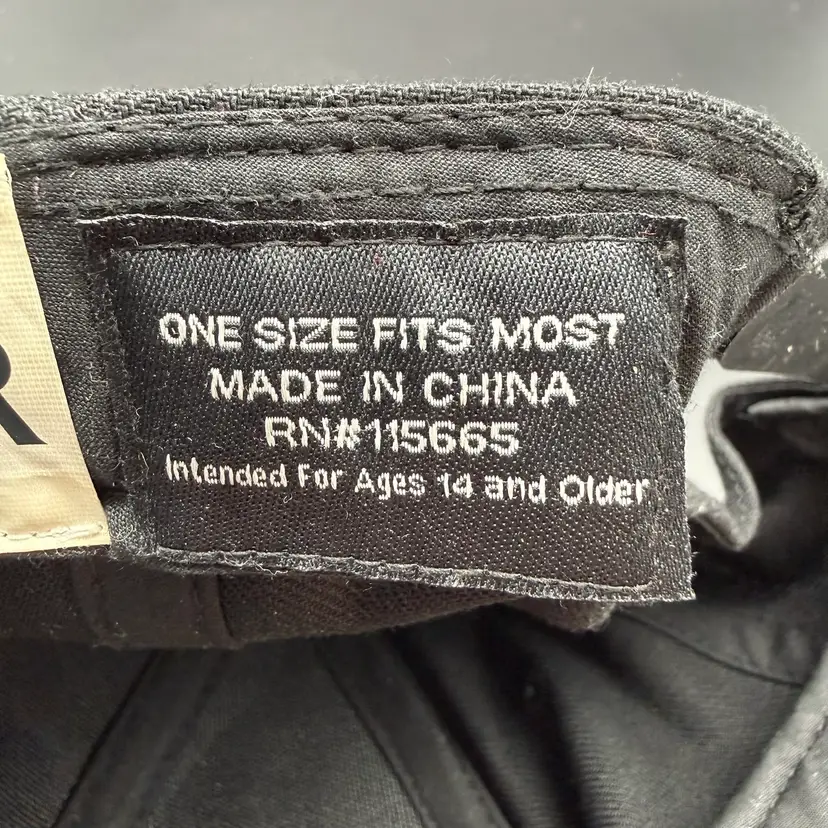 ONE SIZE FITS MOST
MADE IN CHINA
RN#115665
Intended For Ages 14 and Older
R